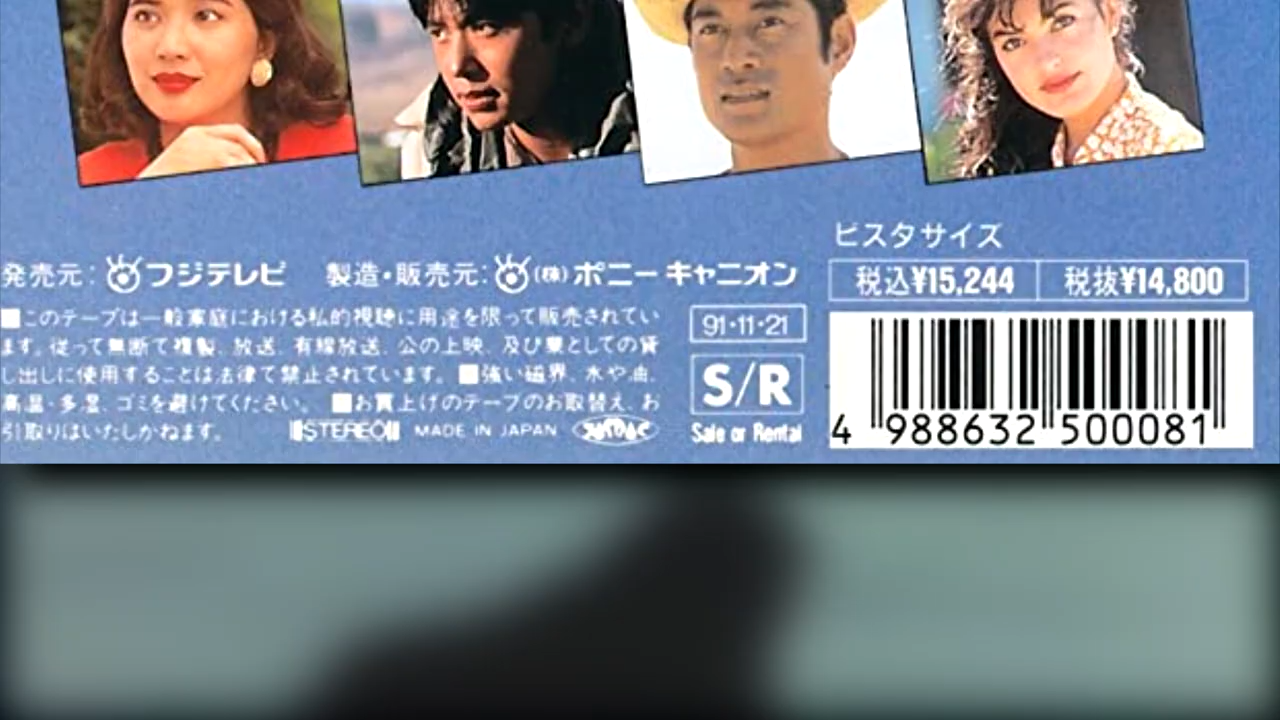 ビスタサイズ
発売元:フジテレビ 製造・販売元:(株)ポニーキャニオン
税込¥15,244 税抜¥14,800
■このテープは一般家庭における私的視聴に用途を限って販売されてい
ます。従って無断で複製、放送、有線放送、公の上映、及び業としての貸
し出しに使用することは法律で禁止されています。■強い磁界、水や油、
高温・多湿、ゴミを避けてください。■お買上げのテープのお取替え、お
引取りはいたしかねます。
STEREO MADE IN JAPAN
91・11・21
S/R
Sale or Rental
4 988632 500081